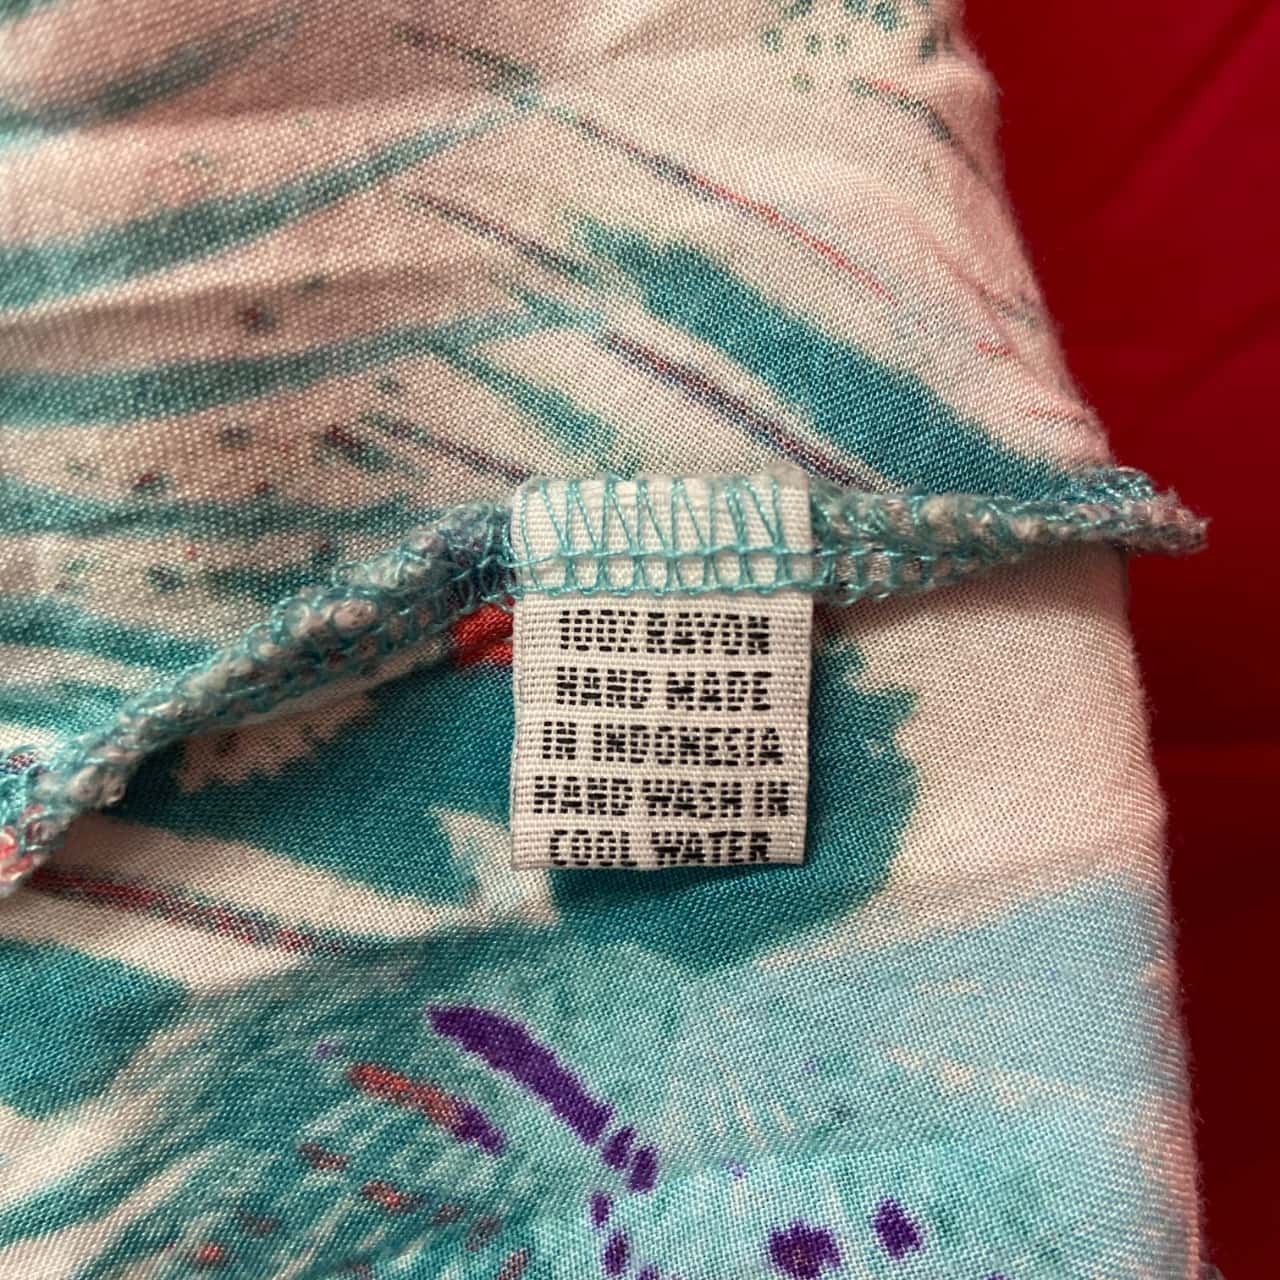 100% RAYON
HAND MADE
IN INDONESIA
HAND WASH IN
COOL WATER